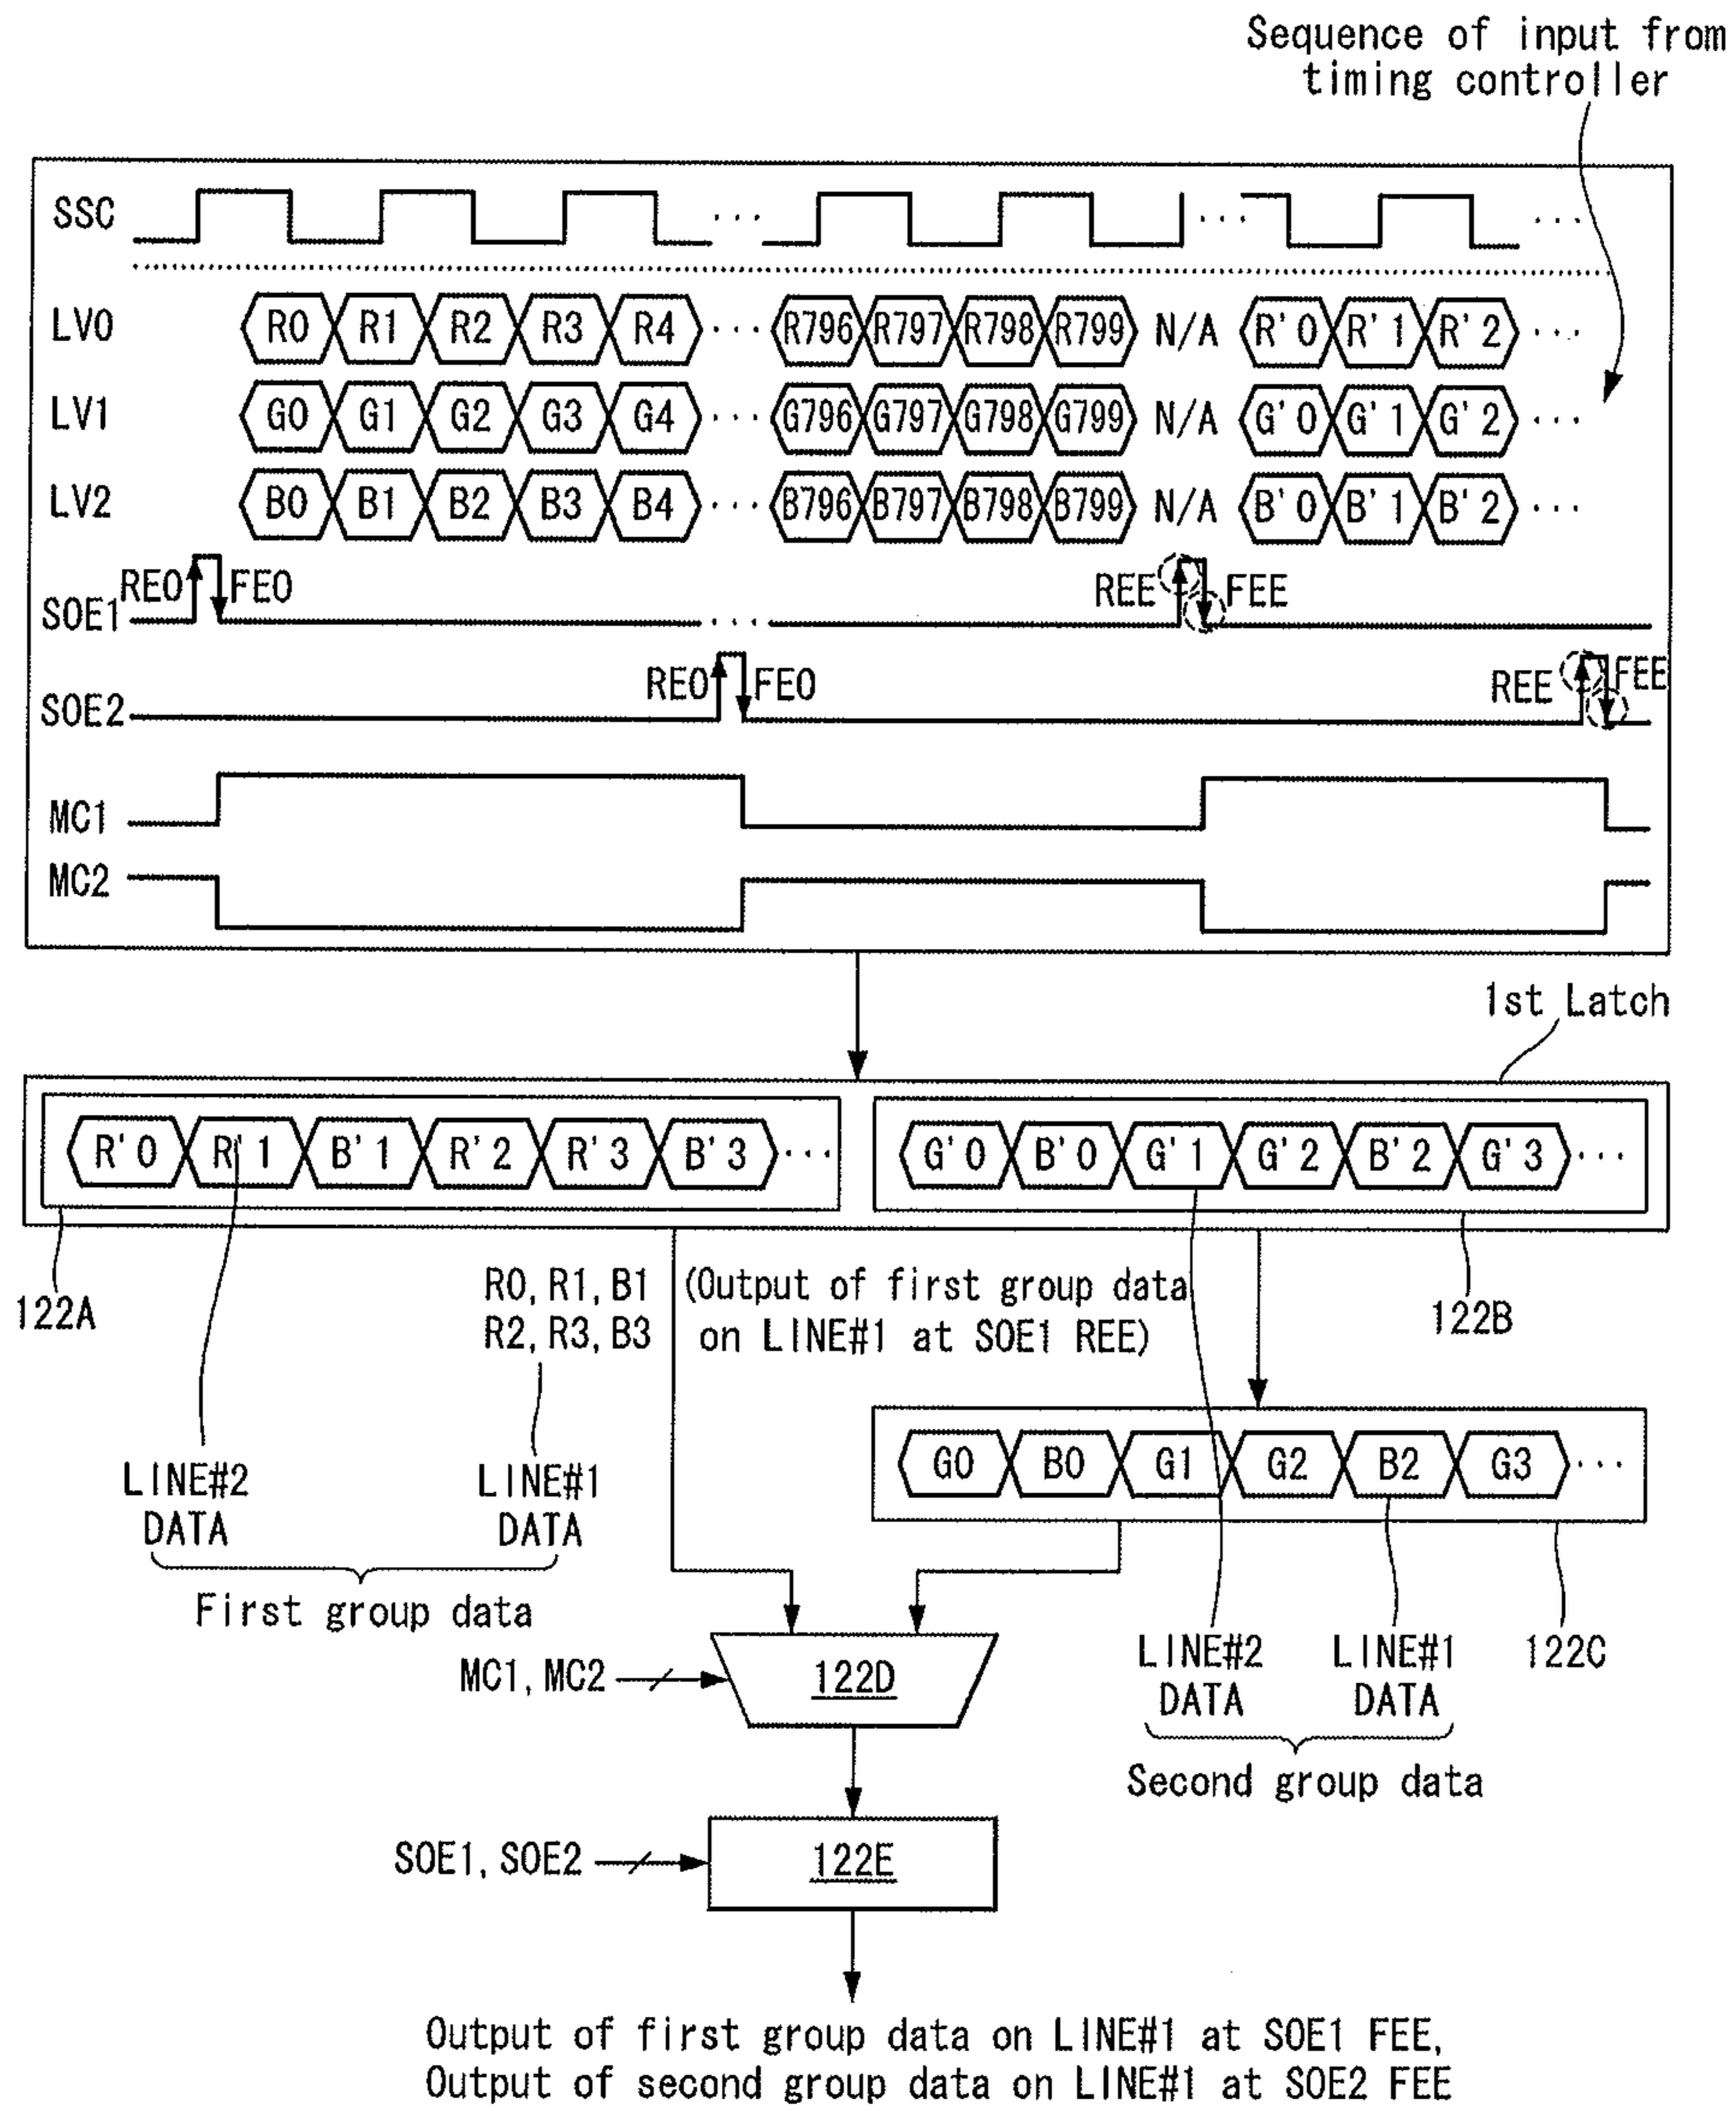 Sequence of input from
timing controller
SSC ... ... ...
LV0 R0 R1 R2 R3 R4 ... R796 R797 R798 R799 N/A R'0 R'1 R'2 ...
LV1 G0 G1 G2 G3 G4 ... G796 G797 G798 G799 N/A G'0 G'1 G'2 ...
LV2 B0 B1 B2 B3 B4 ... B796 B797 B798 B799 N/A B'0 B'1 B'2 ...
SOE1 REO FEO ... REE FEE
SOE2 REO FEO REE FEE
MC1
MC2
1st Latch
R'0 R'1 B'1 R'2 R'3 B'3 ... G'0 B'0 G'1 G'2 B'2 G'3 ...
122A
122B
R0, R1, B1 (Output of first group data
R2, R3, B3 on LINE#1 at SOE1 REE)
G0 B0 G1 G2 B2 G3 ...
LINE#2
DATA
LINE#1
DATA
First group data
LINE#2
DATA
LINE#1
DATA
122C
Second group data
MC1, MC2
122D
SOE1, SOE2
122E
Output of first group data on LINE#1 at SOE1 FEE,
Output of second group data on LINE#1 at SOE2 FEE